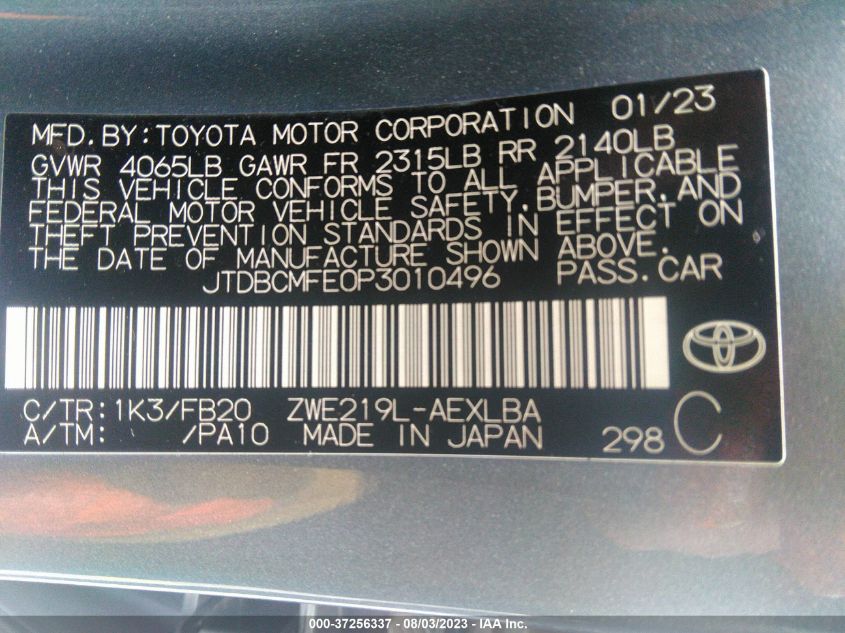 MFD. BY: TOYOTA MOTOR CORPORATION 01/23
GVWR 4065LB GAWR FR 2315LB RR 2140LB
THIS VEHICLE CONFORMS TO ALL APPLICABLE
FEDERAL MOTOR VEHICLE SAFETY, BUMPER, AND
THEFT PREVENTION STANDARDS IN EFFECT ON
THE DATE OF MANUFACTURE SHOWN ABOVE.
JTDBCMFE0P3010496 PASS. CAR
C/TR: 1K3/FB20 ZWE219L-AEXLBA
A/TM: /PA10 MADE IN JAPAN 298 C
000-37256337 - 08/03/2023 - IAA Inc.